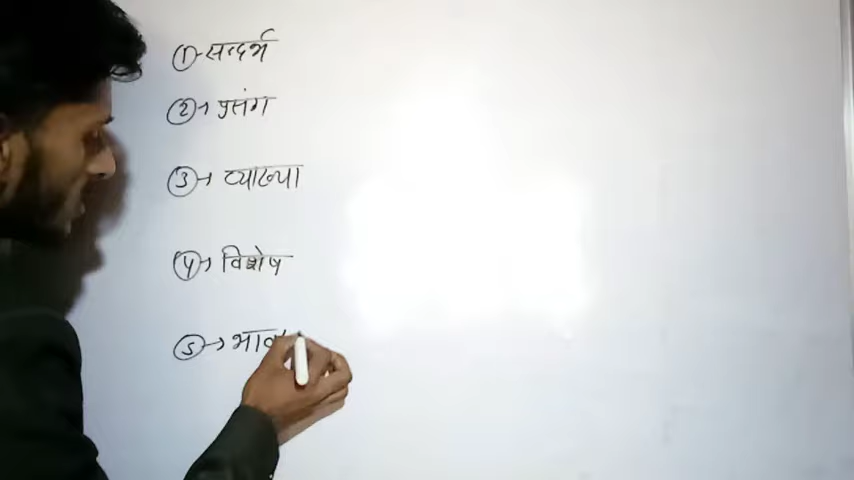 ①→ सन्दर्भ
②→ प्रसंग
③→ व्याख्या
④→ विशेष
⑤→ भाव